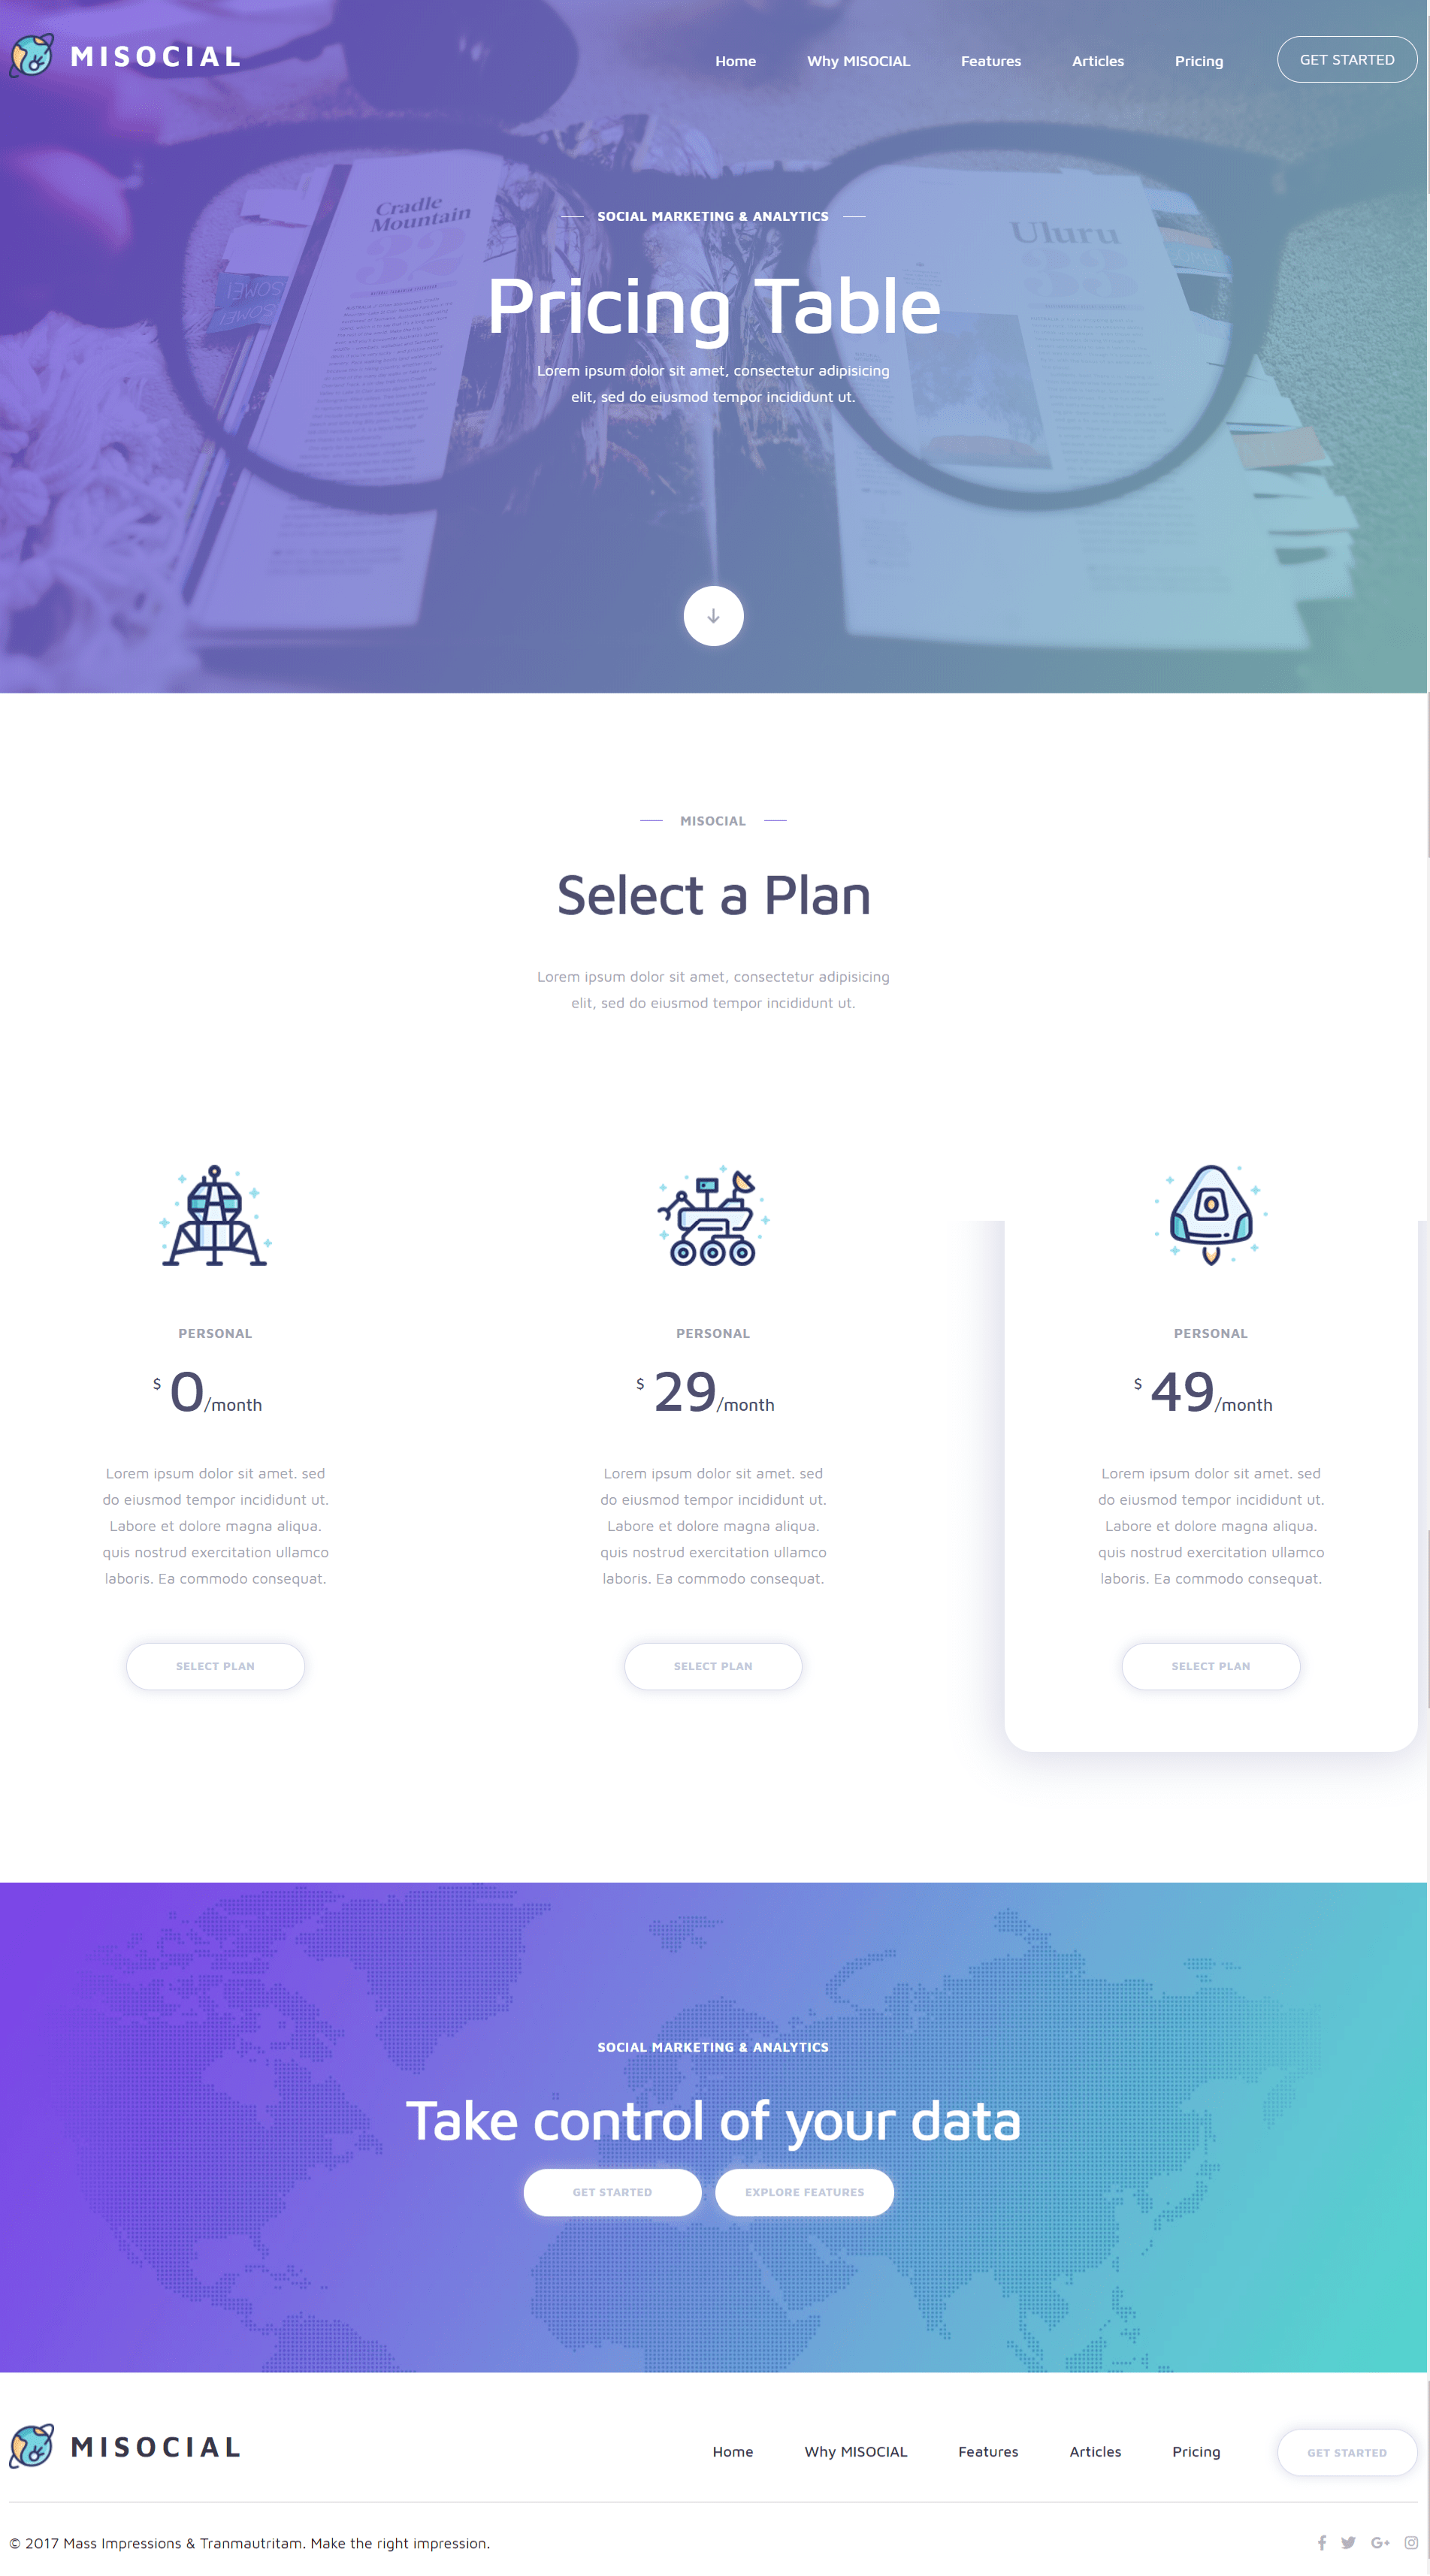 MISOCIAL
Home
Why MISOCIAL
Features
Articles
Pricing
GET STARTED
Cradle
Mountain
32
Uluru
33
SOCIAL MARKETING & ANALYTICS
Pricing Table
Lorem ipsum dolor sit amet, consectetur adipisicing
elit, sed do eiusmod tempor incididunt ut.
MISOCIAL
Select a Plan
Lorem ipsum dolor sit amet, consectetur adipisicing
elit, sed do eiusmod tempor incididunt ut.
PERSONAL
$ 0/month
Lorem ipsum dolor sit amet. sed
do eiusmod tempor incididunt ut.
Labore et dolore magna aliqua.
quis nostrud exercitation ullamco
laboris. Ea commodo consequat.
SELECT PLAN
PERSONAL
$ 29/month
Lorem ipsum dolor sit amet. sed
do eiusmod tempor incididunt ut.
Labore et dolore magna aliqua.
quis nostrud exercitation ullamco
laboris. Ea commodo consequat.
SELECT PLAN
PERSONAL
$ 49/month
Lorem ipsum dolor sit amet. sed
do eiusmod tempor incididunt ut.
Labore et dolore magna aliqua.
quis nostrud exercitation ullamco
laboris. Ea commodo consequat.
SELECT PLAN
SOCIAL MARKETING & ANALYTICS
Take control of your data
GET STARTED
EXPLORE FEATURES
MISOCIAL
Home
Why MISOCIAL
Features
Articles
Pricing
GET STARTED
© 2017 Mass Impressions & Tranmautritam. Make the right impression.